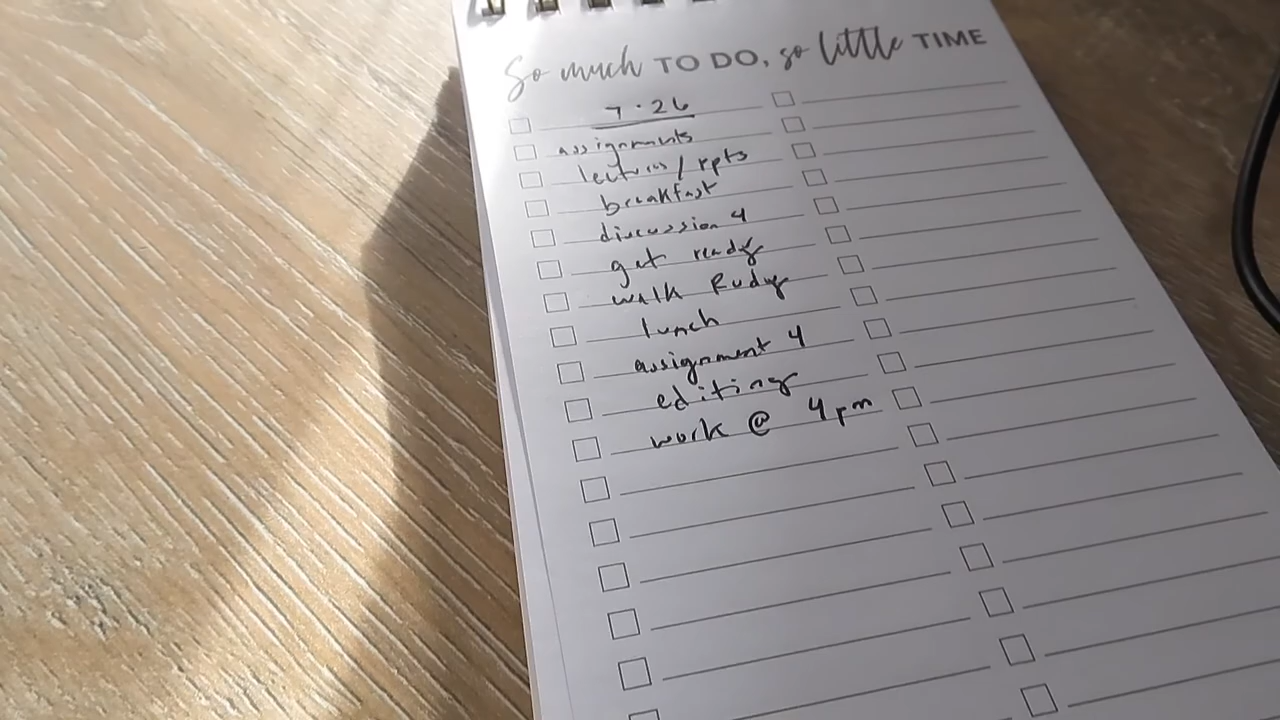 So much TO DO, so little TIME
7.26
assignments
lectures/ppts
breakfast
discussion 4
get ready
walk Rudy
lunch
assignment 4
editing
work @ 4pm